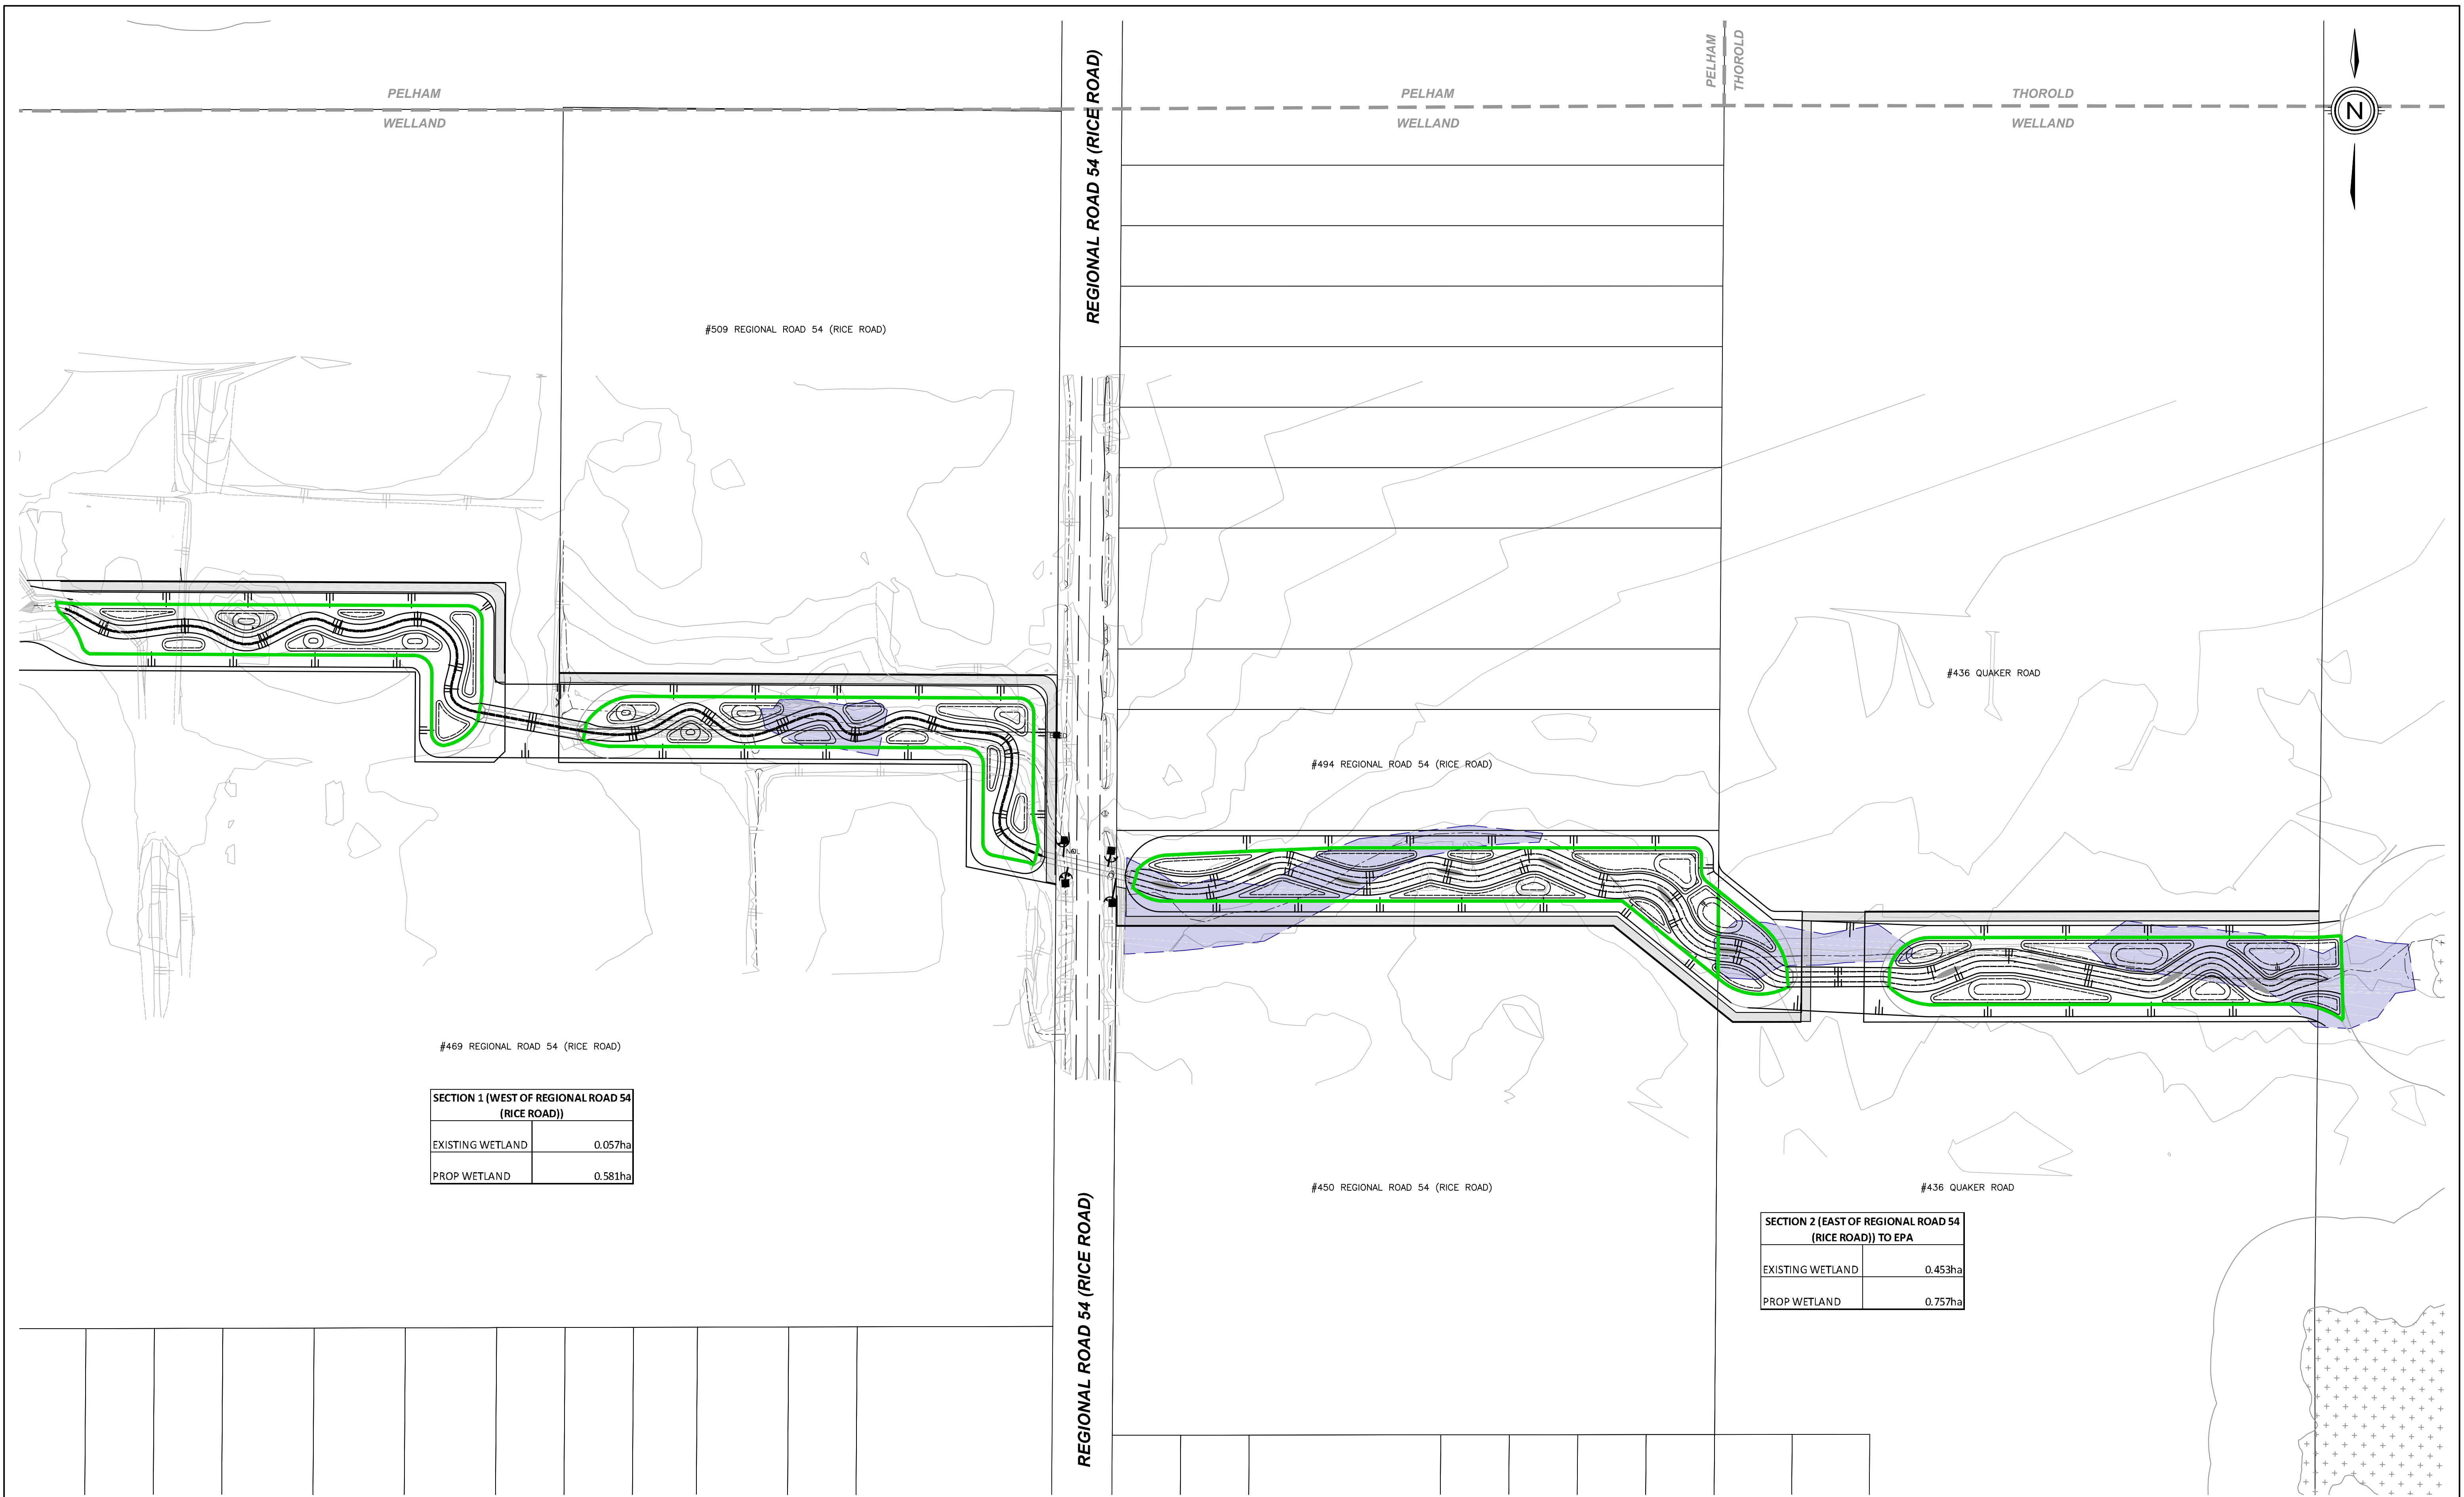 PELHAM
WELLAND
REGIONAL ROAD 54 (RICE ROAD)
PELHAM
WELLAND
PELHAM
THOROLD
THOROLD
WELLAND
N
#509 REGIONAL ROAD 54 (RICE ROAD)
#436 QUAKER ROAD
#494 REGIONAL ROAD 54 (RICE ROAD)
#469 REGIONAL ROAD 54 (RICE ROAD)
SECTION 1 (WEST OF REGIONAL ROAD 54
(RICE ROAD))
EXISTING WETLAND 0.057ha
PROP WETLAND 0.581ha
REGIONAL ROAD 54 (RICE ROAD)
#450 REGIONAL ROAD 54 (RICE ROAD)
#436 QUAKER ROAD
SECTION 2 (EAST OF REGIONAL ROAD 54
(RICE ROAD)) TO EPA
EXISTING WETLAND 0.453ha
PROP WETLAND 0.757ha